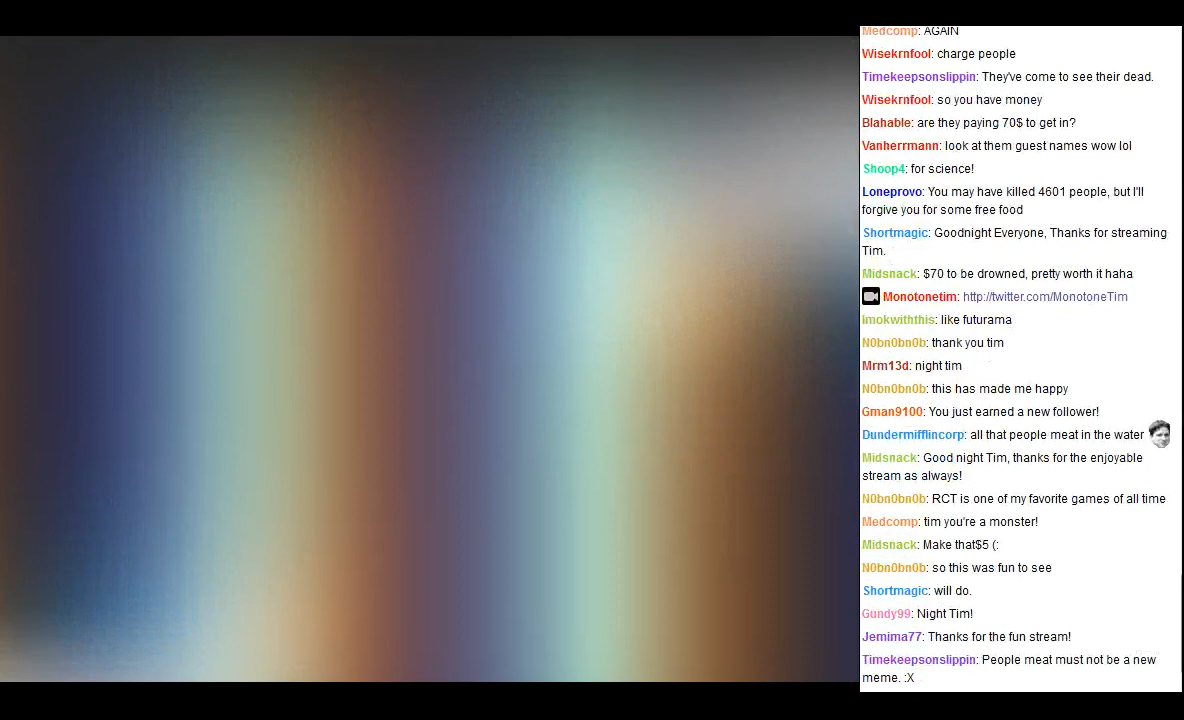 Medcomp: AGAIN
Wisekrnfool: charge people
Timekeepsonslippin: They've come to see their dead.
Wisekrnfool: so you have money
Blahable: are they paying 70$ to get in?
Vanherrmann: look at them guest names wow lol
Shoop4: for science!
Loneprovo: You may have killed 4601 people, but I'll
forgive you for some free food
Shortmagic: Goodnight Everyone, Thanks for streaming
Tim.
Midsnack: $70 to be drowned, pretty worth it haha
Monotonetim: http://twitter.com/MonotoneTim
Imokwiththis: like futurama
N0bn0bn0b: thank you tim
Mrm13d: night tim
N0bn0bn0b: this has made me happy
Gman9100: You just earned a new follower!
Dundermifflincorp: all that people meat in the water
Midsnack: Good night Tim, thanks for the enjoyable
stream as always!
N0bn0bn0b: RCT is one of my favorite games of all time
Medcomp: tim you're a monster!
Midsnack: Make that$5 (:
N0bn0bn0b: so this was fun to see
Shortmagic: will do.
Gundy99: Night Tim!
Jemima77: Thanks for the fun stream!
Timekeepsonslippin: People meat must not be a new
meme. :X